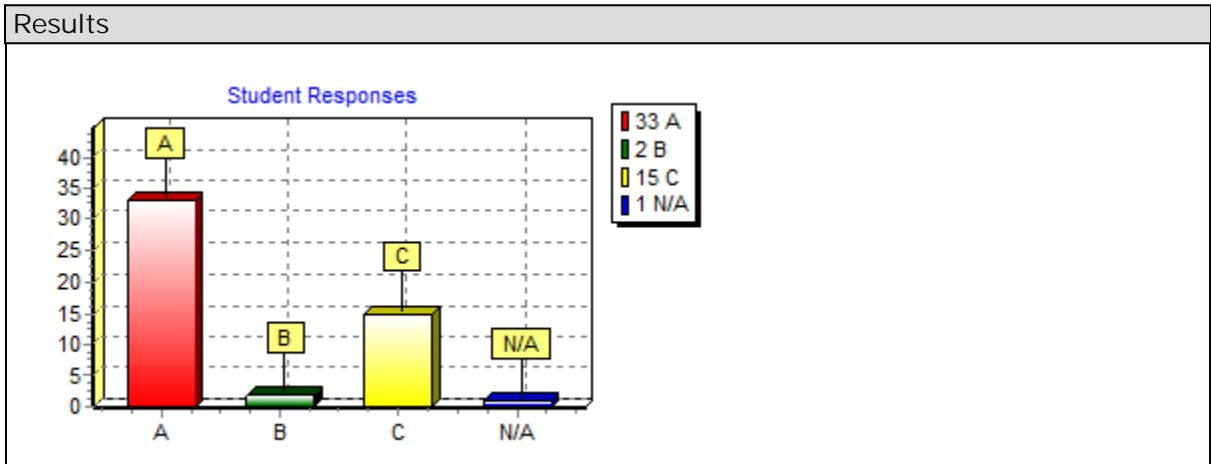 Results
Student Responses
33 A
2 B
15 C
1 N/A
40
35
30
25
20
15
10
5
0
A
B
C
N/A
A
B
C
N/A